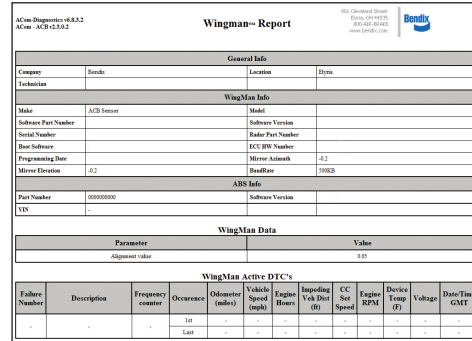 ACom-Diagnostics v6.8.3.2
ACom - ACB v2.3.0.2
Wingman℠ Report
901 Cleveland Street
Elyria, OH 44035
800-AIR-BRAKE
www.bendix.com
Bendix
General Info
Company Bendix Location Elyria
Technician
WingMan Info
Make ACB Sensor Model
Software Part Number Software Version
Serial Number Radar Part Number
Boot Software ECU HW Number
Programming Date Mirror Azimuth -0.2
Mirror Elevation -0.2 BandRate 500KB
ABS Info
Part Number 0000000000 Software Version
VIN -
WingMan Data
Parameter Value
Alignment value: 0.05
WingMan Active DTC's
Failure Number Description Frequency counter Occurence Odometer (miles) Vehicle Speed (mph) Engine Hours Impeding Veh Dist (ft) CC Set Speed Engine RPM Device Temp (F) Voltage Date/Time GMT
- - - 1st - - - - - - - - -
Last - - - - - - - - -